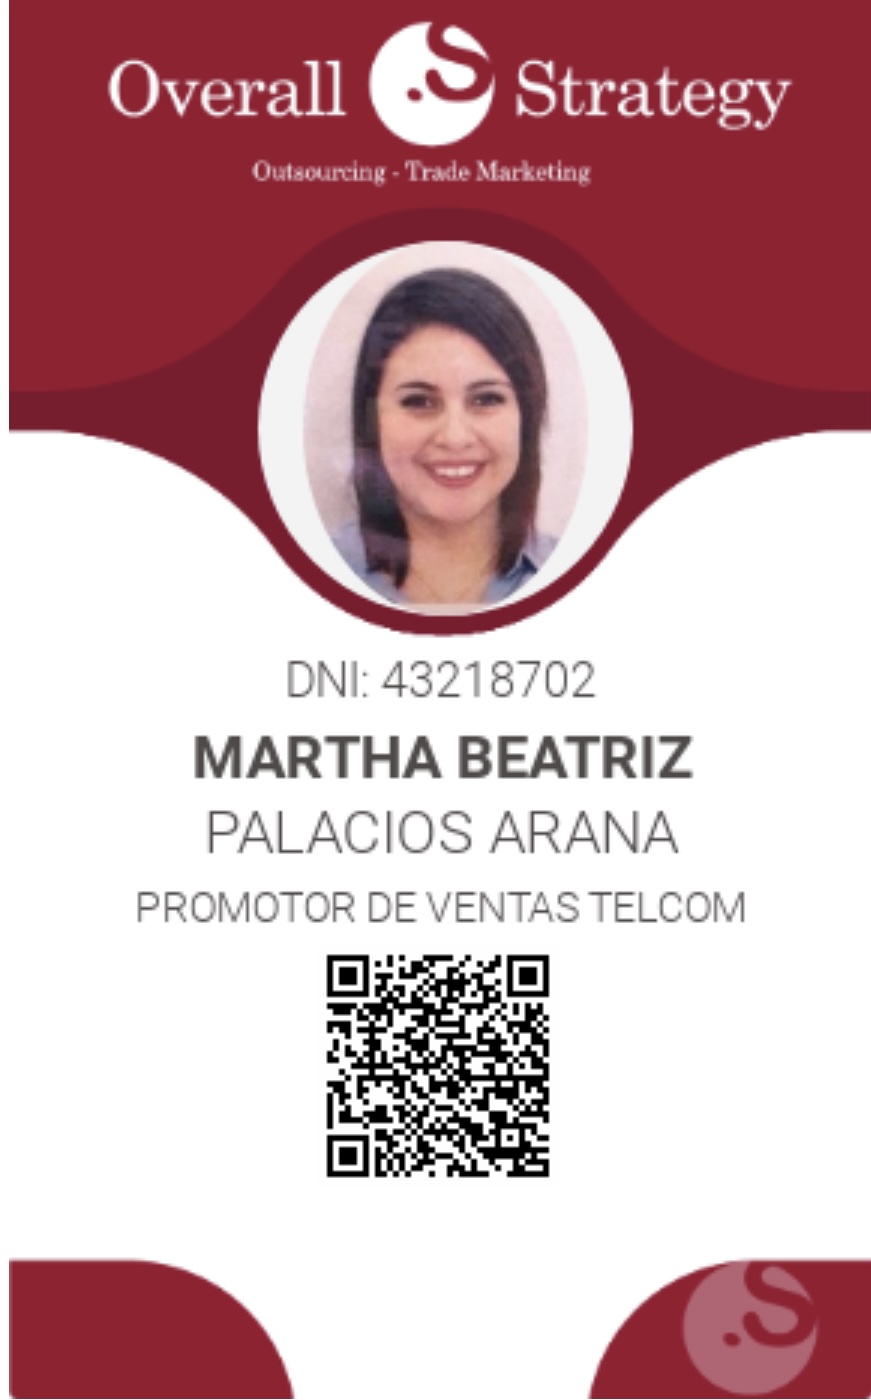 Overall Strategy
Outsourcing - Trade Marketing
DNI: 43218702
MARTHA BEATRIZ
PALACIOS ARANA
PROMOTOR DE VENTAS TELCOM